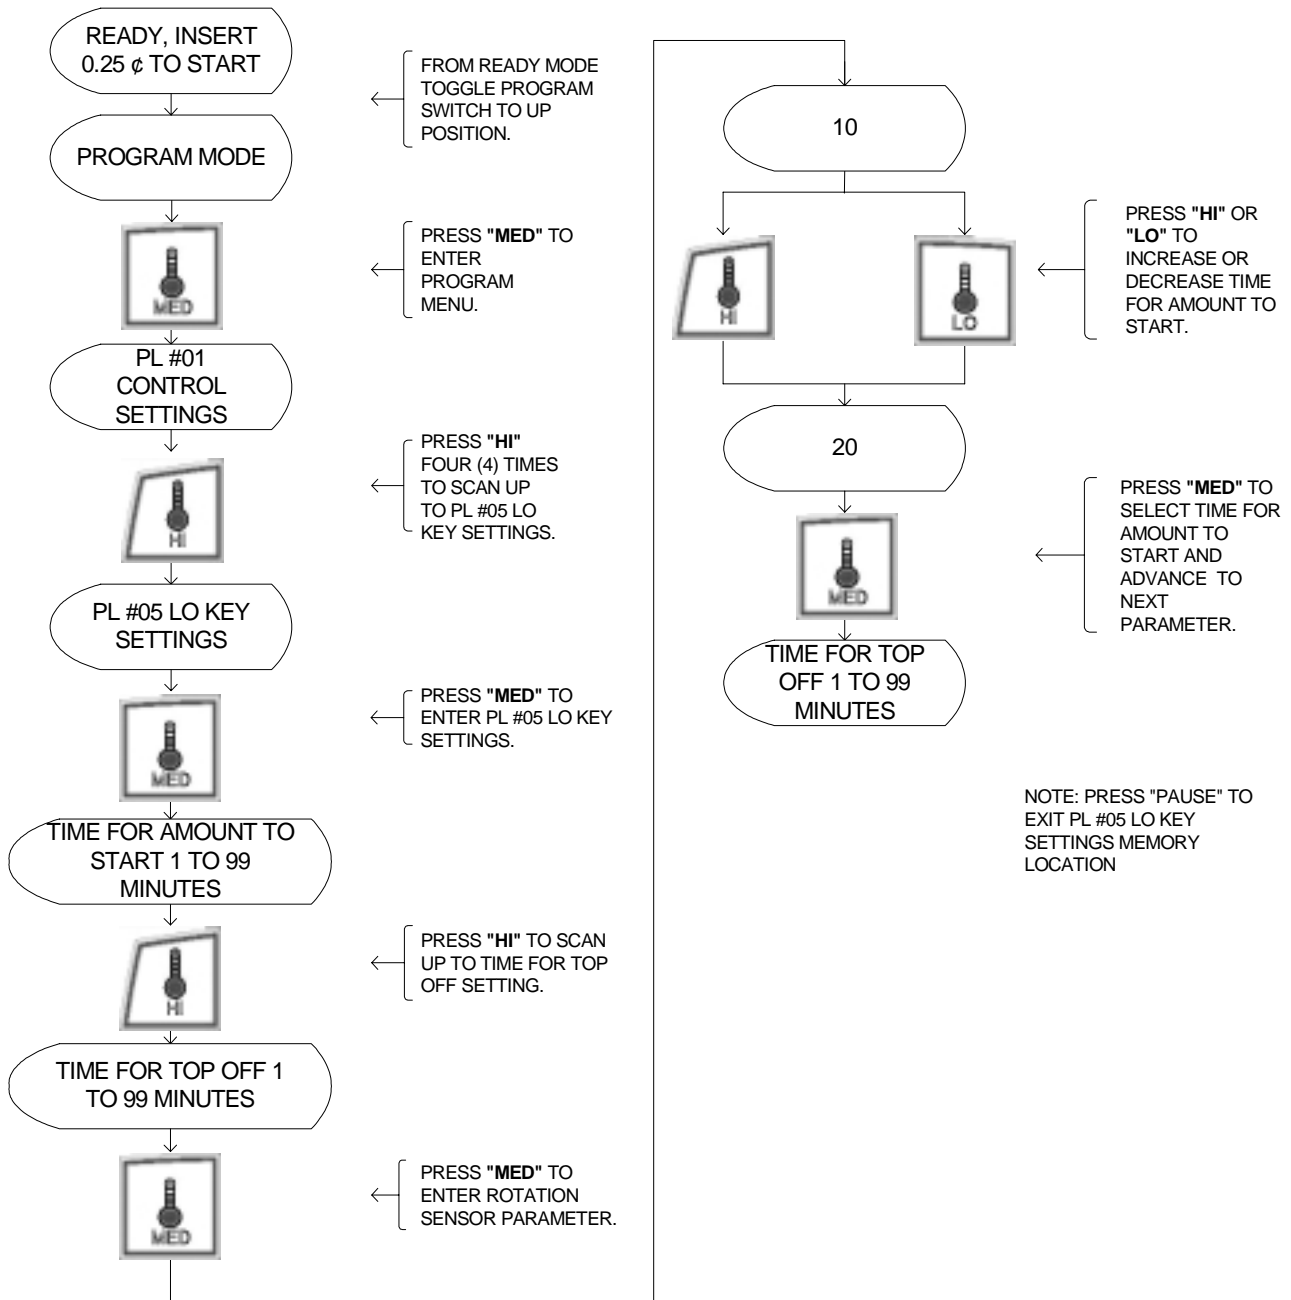 READY, INSERT
0.25 ¢ TO START
FROM READY MODE
TOGGLE PROGRAM
SWITCH TO UP
POSITION.
PROGRAM MODE
MED
PRESS "MED" TO
ENTER
PROGRAM
MENU.
PL #01
CONTROL
SETTINGS
HI
PRESS "HI"
FOUR (4) TIMES
TO SCAN UP
TO PL #05 LO
KEY SETTINGS.
PL #05 LO KEY
SETTINGS
MED
PRESS "MED" TO
ENTER PL #05 LO KEY
SETTINGS.
TIME FOR AMOUNT TO
START 1 TO 99
MINUTES
HI
PRESS "HI" TO SCAN
UP TO TIME FOR TOP
OFF SETTING.
TIME FOR TOP OFF 1
TO 99 MINUTES
MED
PRESS "MED" TO
ENTER ROTATION
SENSOR PARAMETER.
10
HI
LO
PRESS "HI" OR
"LO" TO
INCREASE OR
DECREASE TIME
FOR AMOUNT TO
START.
20
MED
PRESS "MED" TO
SELECT TIME FOR
AMOUNT TO
START AND
ADVANCE TO
NEXT
PARAMETER.
TIME FOR TOP
OFF 1 TO 99
MINUTES
NOTE: PRESS "PAUSE" TO
EXIT PL #05 LO KEY
SETTINGS MEMORY
LOCATION